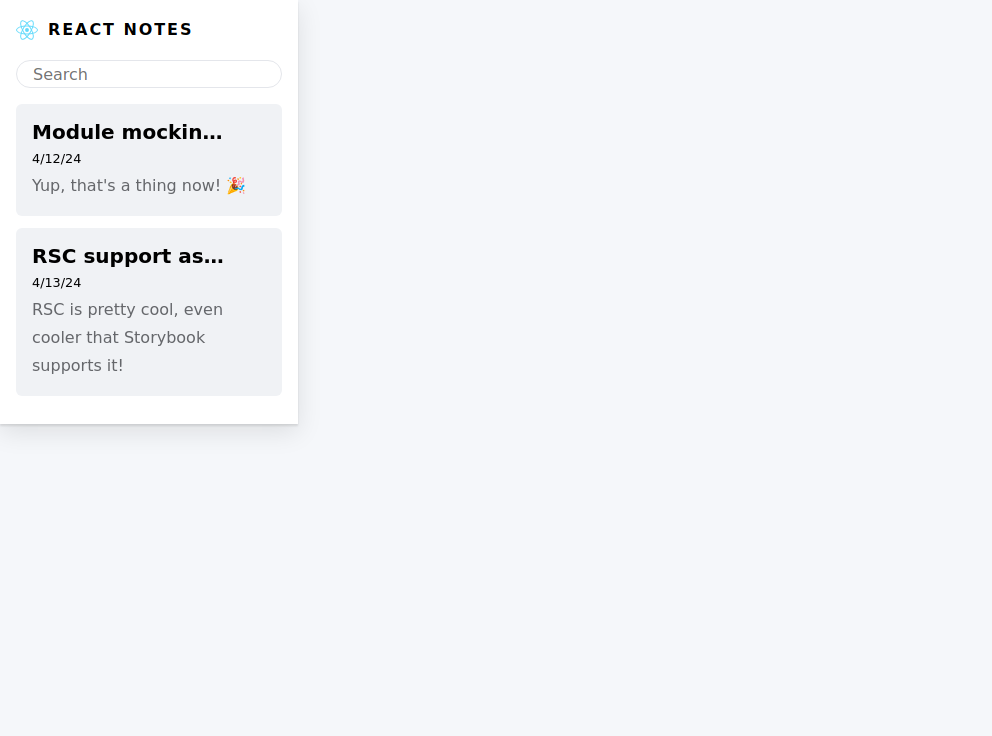 REACT NOTES
Search
Module mockin...
4/12/24
Yup, that's a thing now! 🎉
RSC support as...
4/13/24
RSC is pretty cool, even
cooler that Storybook
supports it!